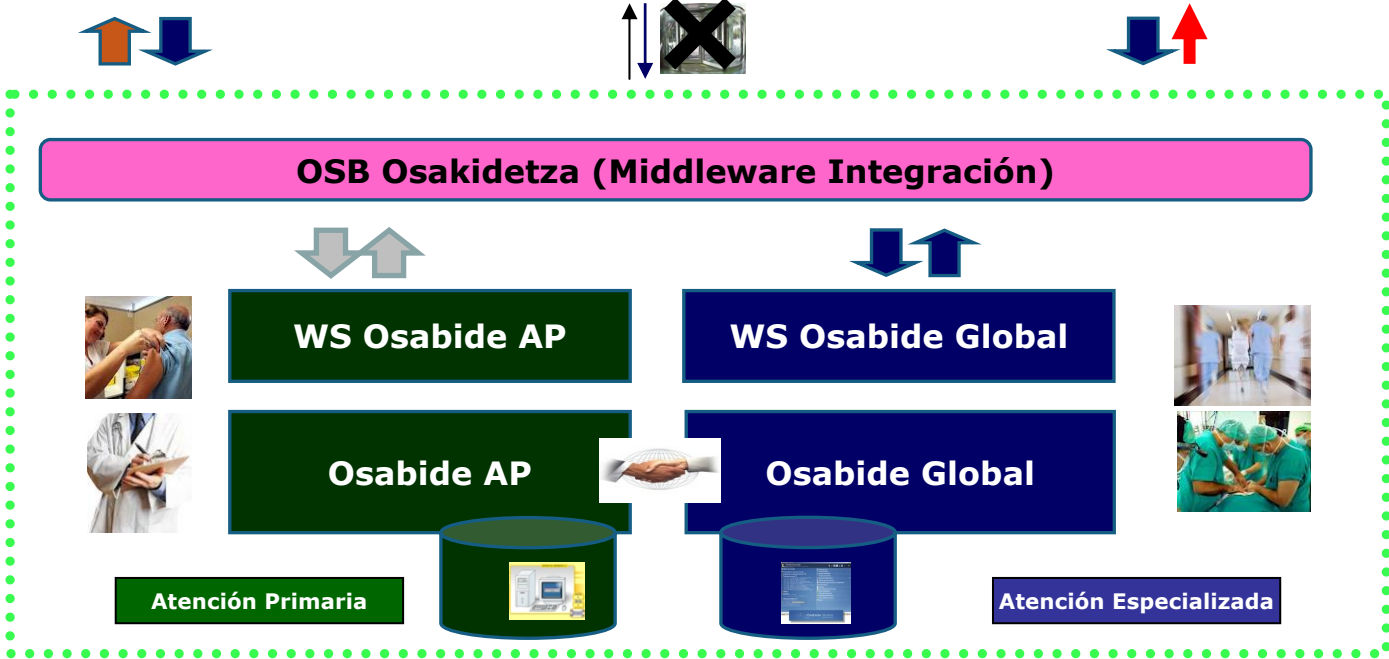 OSB Osakidetza (Middleware Integración)
WS Osabide AP
WS Osabide Global
Osabide AP
Osabide Global
Atención Primaria
Atención Especializada